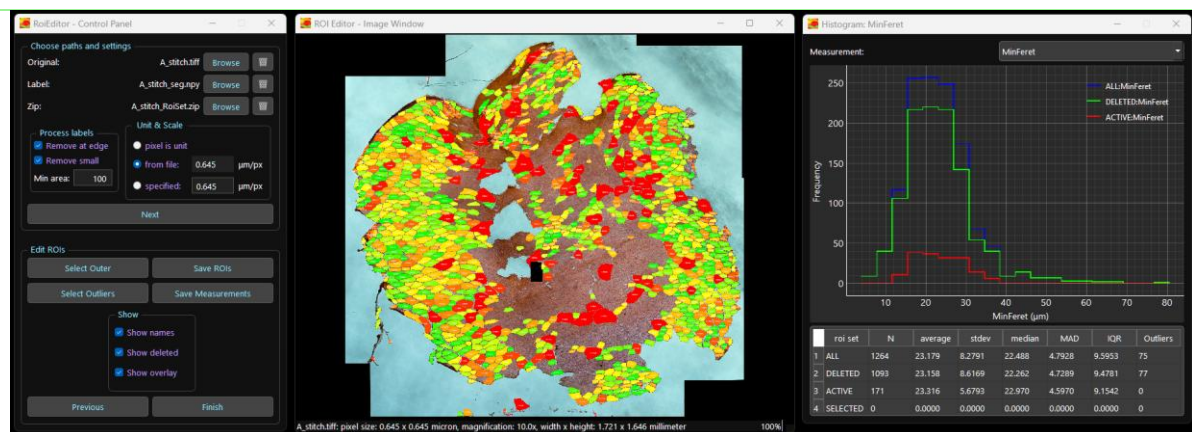 RoiEditor - Control Panel
Choose paths and settings
Original: A_stitch.tiff Browse
Label: A_stitch_seg.npy Browse
Zip: A_stitch_RoiSet.zip Browse
Process labels
Remove at edge
Remove small
Min area: 100
Unit & Scale
pixel is unit
from file: 0.645 µm/px
specified: 0.645 µm/px
Next
Edit ROIs
Select Outer Save ROIs
Select Outliers Save Measurements
Show
Show names
Show deleted
Show overlay
Previous Finish
ROI Editor - Image Window
A_stitch.tiff: pixel size: 0.645 x 0.645 micron, magnification: 10.0x, width x height: 1.721 x 1.646 millimeter 100%
Histogram: MinFeret
Measurement: MinFeret
ALL:MinFeret
DELETED:MinFeret
ACTIVE:MinFeret
Frequency
250
200
150
100
50
0
10 20 30 40 50 60 70 80
MinFeret (µm)
roi set N average stdev median MAD IQR Outliers
1 ALL 1264 23.179 8.2791 22.488 4.7928 9.5953 75
2 DELETED 1093 23.158 8.6169 22.262 4.7289 9.4781 77
3 ACTIVE 171 23.316 5.6793 22.970 4.5970 9.1542 0
4 SELECTED 0 0.0000 0.0000 0.0000 0.0000 0.0000 0